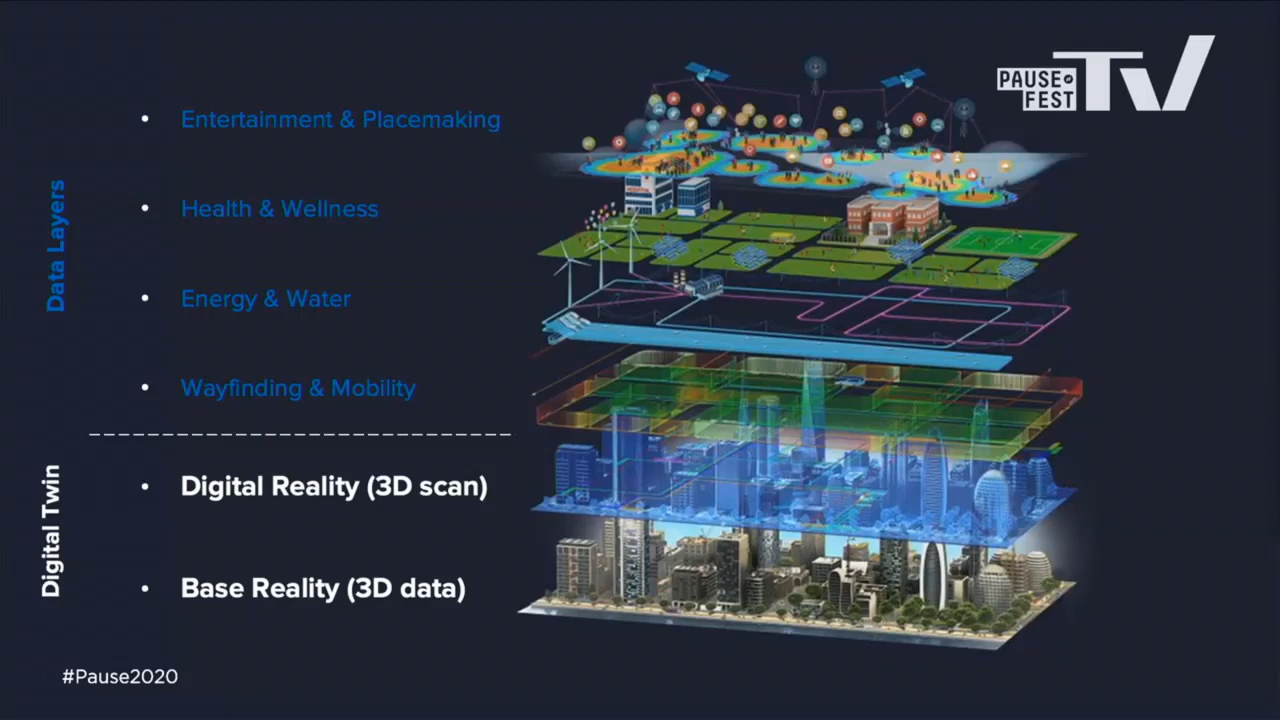 PAUSE
FEST
TV
Data Layers
• Entertainment & Placemaking
• Health & Wellness
• Energy & Water
• Wayfinding & Mobility
Digital Twin
• Digital Reality (3D scan)
• Base Reality (3D data)
#Pause2020